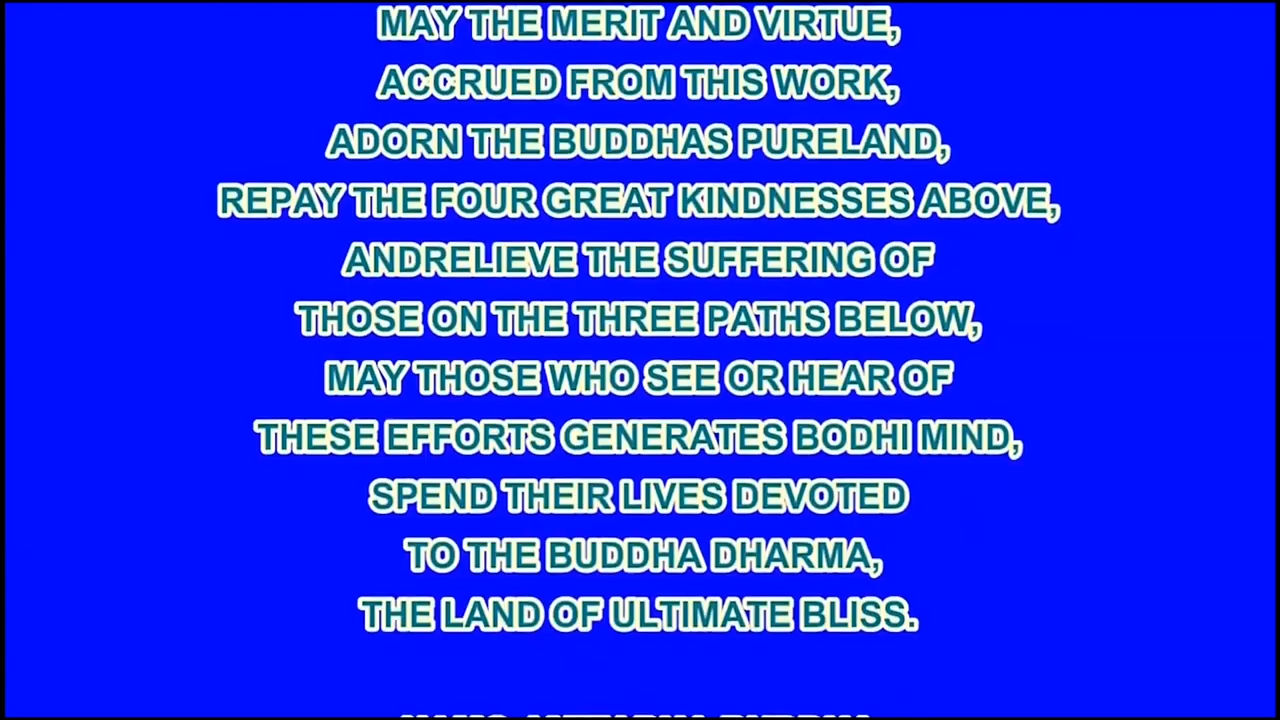 MAY THE MERIT AND VIRTUE,
ACCRUED FROM THIS WORK,
ADORN THE BUDDHAS PURELAND,
REPAY THE FOUR GREAT KINDNESSES ABOVE,
ANDRELIEVE THE SUFFERING OF
THOSE ON THE THREE PATHS BELOW,
MAY THOSE WHO SEE OR HEAR OF
THESE EFFORTS GENERATES BODHI MIND,
SPEND THEIR LIVES DEVOTED
TO THE BUDDHA DHARMA,
THE LAND OF ULTIMATE BLISS.